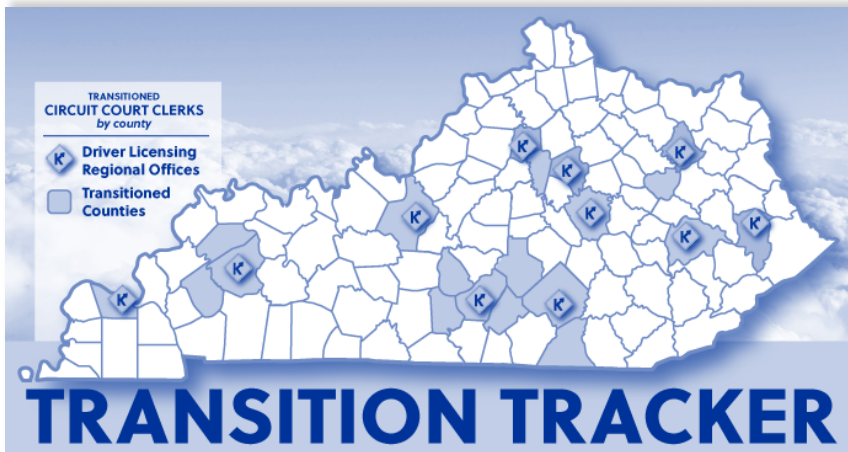 TRANSITIONED
CIRCUIT COURT CLERKS
by county
Driver Licensing
Regional Offices
Transitioned
Counties
TRANSITION TRACKER